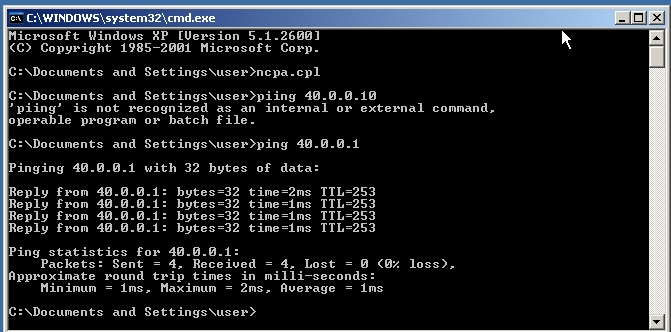 C:\WINDOWS\system32\cmd.exe
Microsoft Windows XP [Version 5.1.2600]
(C) Copyright 1985-2001 Microsoft Corp.
C:\Documents and Settings\user>ncpa.cpl
C:\Documents and Settings\user>piing 40.0.0.10
'piing' is not recognized as an internal or external command,
operable program or batch file.
C:\Documents and Settings\user>ping 40.0.0.1
Pinging 40.0.0.1 with 32 bytes of data:
Reply from 40.0.0.1: bytes=32 time=2ms TTL=253
Reply from 40.0.0.1: bytes=32 time=1ms TTL=253
Reply from 40.0.0.1: bytes=32 time=1ms TTL=253
Reply from 40.0.0.1: bytes=32 time=1ms TTL=253
Ping statistics for 40.0.0.1:
    Packets: Sent = 4, Received = 4, Lost = 0 (0% loss),
Approximate round trip times in milli-seconds:
    Minimum = 1ms, Maximum = 2ms, Average = 1ms
C:\Documents and Settings\user>